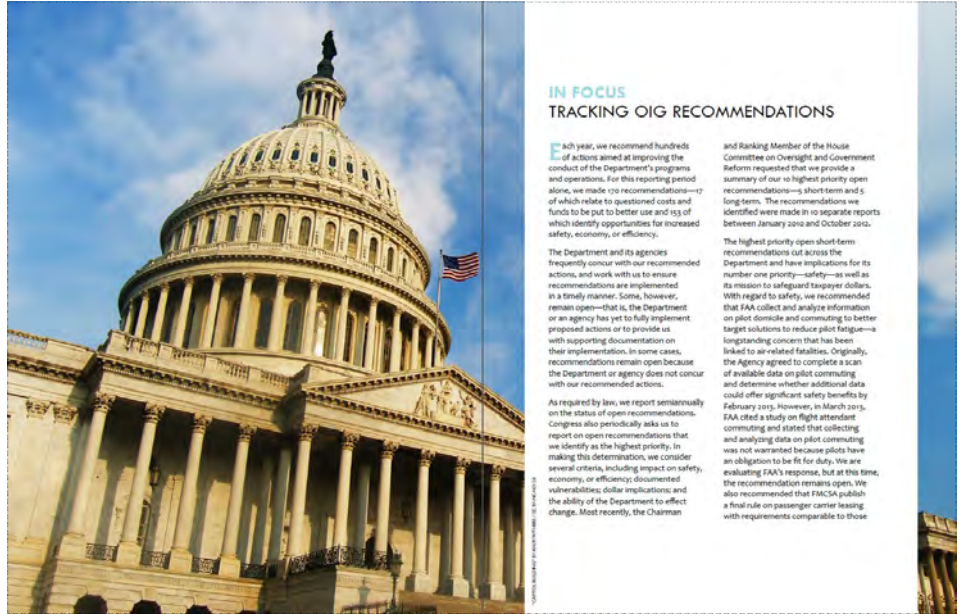 IN FOCUS
TRACKING OIG RECOMMENDATIONS
Each year, we recommend hundreds
of actions aimed at improving the
conduct of the Department's programs
and operations. For this reporting period
alone, we made 170 recommendations—17
of which relate to questioned costs and
funds to be put to better use and 153 of
which identify opportunities for increased
safety, economy, or efficiency.
The Department and its agencies
frequently concur with our recommended
actions, and work with us to ensure
recommendations are implemented
in a timely manner. Some, however,
remain open—that is, the Department
or an agency has yet to fully implement
proposed actions or to provide us
with supporting documentation on
their implementation. In some cases,
recommendations remain open because
the Department or agency does not concur
with our recommended actions.
As required by law, we report semiannually
on the status of open recommendations.
Congress also periodically asks us to
report on open recommendations that
we identify as the highest priority. In
making this determination, we consider
several criteria, including impact on safety,
economy, or efficiency; documented
vulnerabilities; dollar implications; and
the ability of the Department to effect
change. Most recently, the Chairman
and Ranking Member of the House
Committee on Oversight and Government
Reform requested that we provide a
summary of our 10 highest priority open
recommendations—5 short-term and 5
long-term. The recommendations we
identified were made in 10 separate reports
between January 2010 and October 2012.
The highest priority open short-term
recommendations cut across the
Department and have implications for its
number one priority—safety—as well as
its mission to safeguard taxpayer dollars.
With regard to safety, we recommended
that FAA collect and analyze information
on pilot domicile and commuting to better
target solutions to reduce pilot fatigue—a
longstanding concern that has been
linked to air-related fatalities. Originally,
the Agency agreed to complete a scan
of available data on pilot commuting
and determine whether additional data
could offer significant safety benefits by
February 2013. However, in March 2013,
FAA cited a study on flight attendant
commuting and stated that collecting
and analyzing data on pilot commuting
was not warranted because pilots have
an obligation to be fit for duty. We are
evaluating FAA's response, but at this time,
the recommendation remains open. We
also recommended that FMCSA publish
a final rule on passenger carrier leasing
with requirements comparable to those